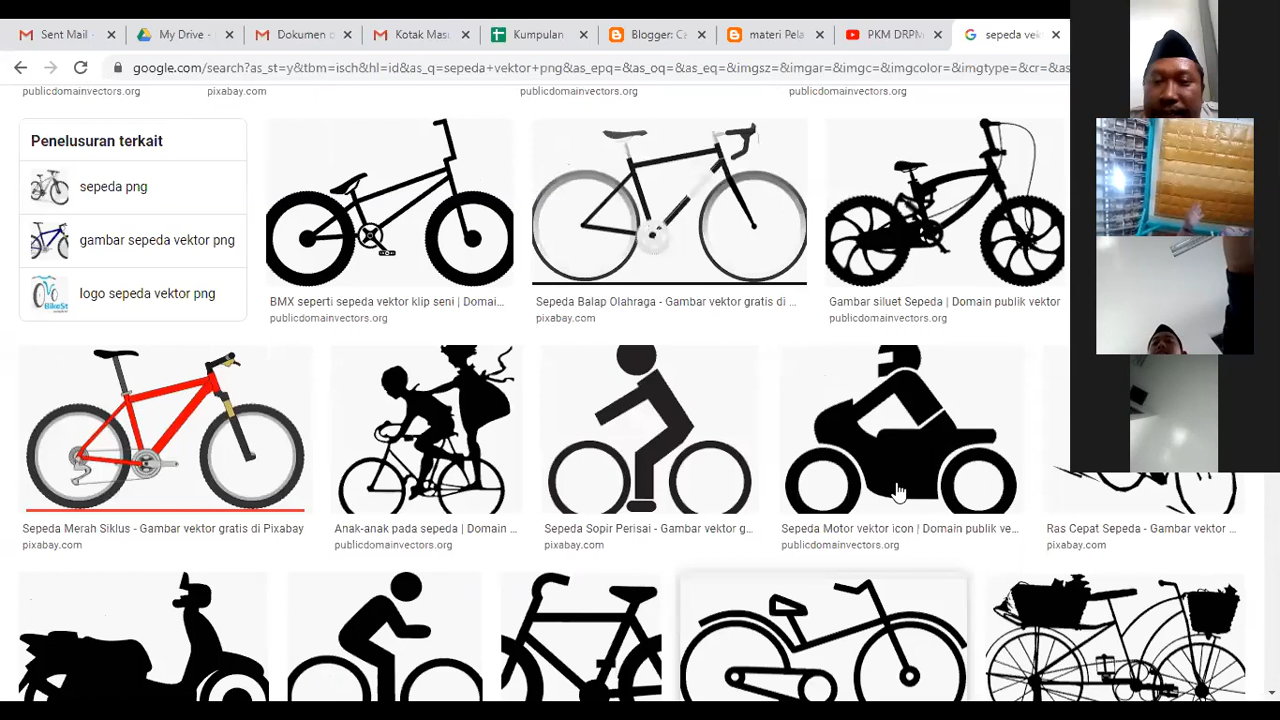 Sent Mail -
My Drive -
Dokumen
Kotak Mas
Kumpulan
Blogger: C
materi Pela
PKM DRPM
sepeda vek
google.com/search?as_st=y&tbm=isch&hl=id&as_q=sepeda+vektor+png&as_epq=&as_oq=&as_eq=&imgsz=&imgar=&imgc=&imgcolor=&imgtype=&cr=&as
publicdomainvectors.org
pixabay.com
publicdomainvectors.org
publicdomainvectors.org
Penelusuran terkait
sepeda png
gambar sepeda vektor png
logo sepeda vektor png
BMX seperti sepeda vektor klip seni | Domai...
publicdomainvectors.org
Sepeda Balap Olahraga - Gambar vektor gratis di ...
pixabay.com
Gambar siluet Sepeda | Domain publik vektor
publicdomainvectors.org
Sepeda Merah Siklus - Gambar vektor gratis di Pixabay
pixabay.com
Anak-anak pada sepeda | Domain ...
publicdomainvectors.org
Sepeda Sopir Perisai - Gambar vektor g...
pixabay.com
Sepeda Motor vektor icon | Domain publik ve...
publicdomainvectors.org
Ras Cepat Sepeda - Gambar vektor ...
pixabay.com